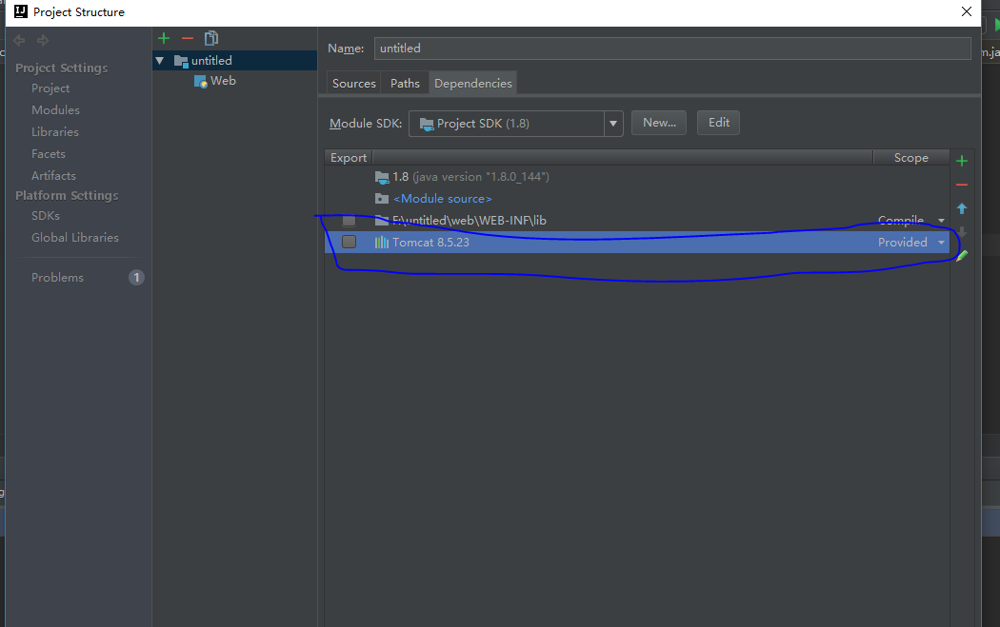 Project Structure
Project Settings
Project
Modules
Libraries
Facets
Artifacts
Platform Settings
SDKs
Global Libraries
Problems 1
untitled
Web
Name: untitled
Sources Paths Dependencies
Module SDK: Project SDK (1.8) New... Edit
Export Scope
1.8 (java version "1.8.0_144")
<Module source>
F:\untitled\web\WEB-INF\lib Compile
Tomcat 8.5.23 Provided